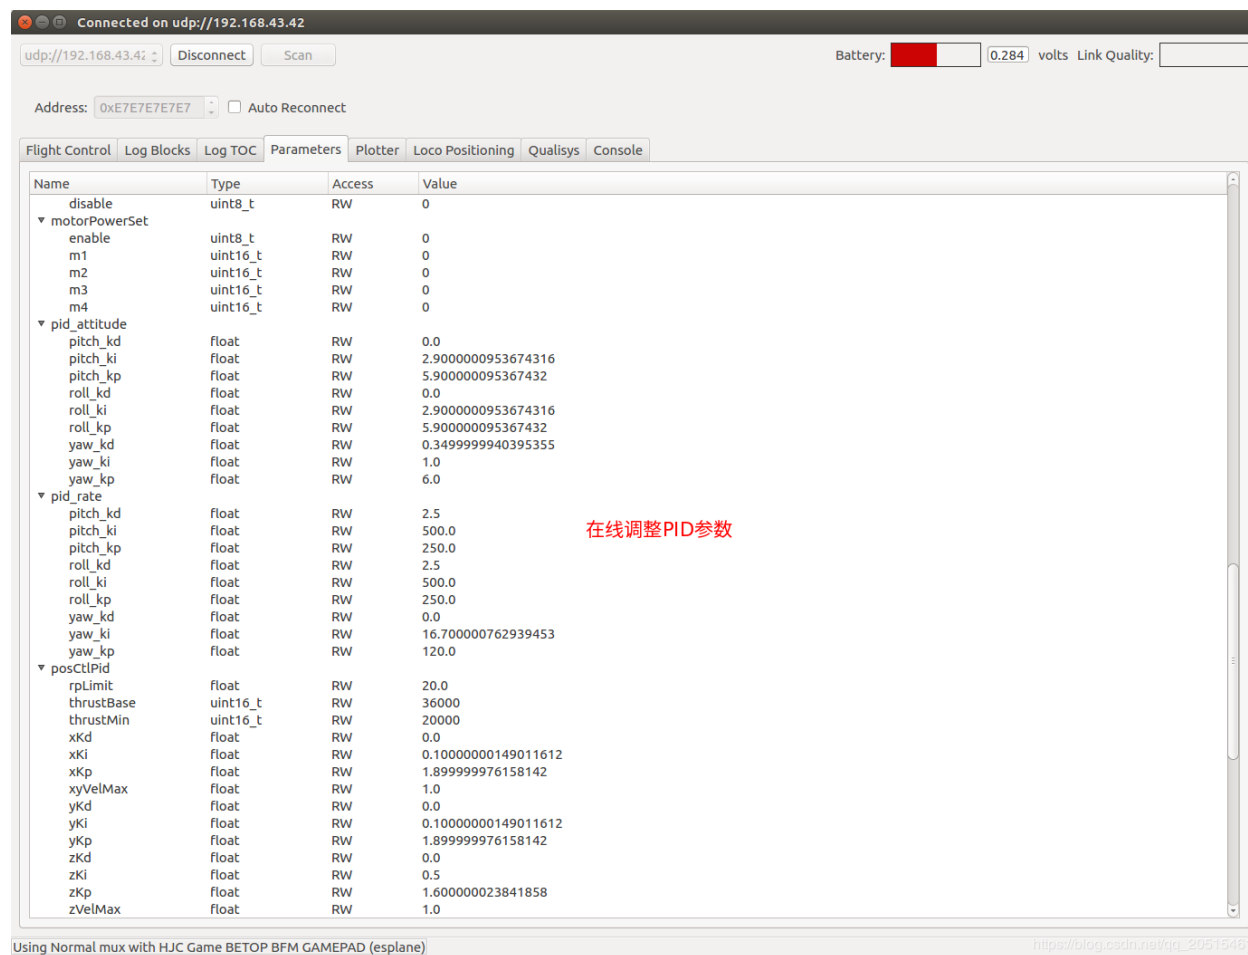 Connected on udp://192.168.43.42
udp://192.168.43.42 Disconnect Scan Battery: 0.284 volts Link Quality:
Address: 0xE7E7E7E7E7 Auto Reconnect
Flight Control Log Blocks Log TOC Parameters Plotter Loco Positioning Qualisys Console
Name Type Access Value
disable uint8_t RW 0
motorPowerSet
enable uint8_t RW 0
m1 uint16_t RW 0
m2 uint16_t RW 0
m3 uint16_t RW 0
m4 uint16_t RW 0
pid_attitude
pitch_kd float RW 0.0
pitch_ki float RW 2.9000000953674316
pitch_kp float RW 5.900000095367432
roll_kd float RW 0.0
roll_ki float RW 2.9000000953674316
roll_kp float RW 5.900000095367432
yaw_kd float RW 0.3499999940395355
yaw_ki float RW 1.0
yaw_kp float RW 6.0
pid_rate
pitch_kd float RW 2.5
pitch_ki float RW 500.0
在线调整PID参数
pitch_kp float RW 250.0
roll_kd float RW 2.5
roll_ki float RW 500.0
roll_kp float RW 250.0
yaw_kd float RW 0.0
yaw_ki float RW 16.700000762939453
yaw_kp float RW 120.0
posCtlPid
rpLimit float RW 20.0
thrustBase uint16_t RW 36000
thrustMin uint16_t RW 20000
xKd float RW 0.0
xKi float RW 0.10000000149011612
xKp float RW 1.899999976158142
xyVelMax float RW 1.0
yKd float RW 0.0
yKi float RW 0.10000000149011612
yKp float RW 1.899999976158142
zKd float RW 0.0
zKi float RW 0.5
zKp float RW 1.600000023841858
zVelMax float RW 1.0
Using Normal mux with HJC Game BETOP BFM GAMEPAD (esplane)
https://blog.csdn.net/qq_2051546